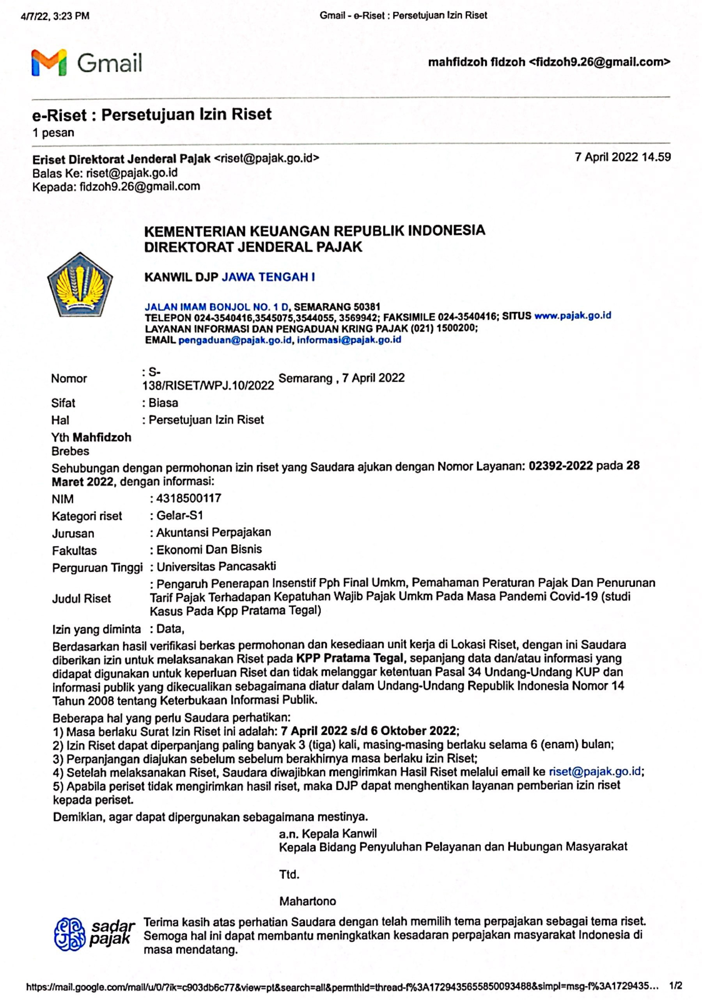 4/7/22, 3:23 PM
Gmail - e-Riset : Persetujuan Izin Riset
Gmail
mahfidzoh fidzoh <fidzoh9.26@gmail.com>
e-Riset : Persetujuan Izin Riset
1 pesan
Eriset Direktorat Jenderal Pajak <riset@pajak.go.id>
7 April 2022 14.59
Balas Ke: riset@pajak.go.id
Kepada: fidzoh9.26@gmail.com
KEMENTERIAN KEUANGAN REPUBLIK INDONESIA
DIREKTORAT JENDERAL PAJAK
KANWIL DJP JAWA TENGAH I
JALAN IMAM BONJOL NO. 1 D, SEMARANG 50381
TELEPON 024-3540416,3545075,3544055, 3569942; FAKSIMILE 024-3540416; SITUS www.pajak.go.id
LAYANAN INFORMASI DAN PENGADUAN KRING PAJAK (021) 1500200;
EMAIL pengaduan@pajak.go.id, informasi@pajak.go.id
Nomor : S-
138/RISET/WPJ.10/2022 Semarang , 7 April 2022
Sifat : Biasa
Hal : Persetujuan Izin Riset
Yth Mahfidzoh
Brebes
Sehubungan dengan permohonan izin riset yang Saudara ajukan dengan Nomor Layanan: 02392-2022 pada 28
Maret 2022, dengan informasi:
NIM : 4318500117
Kategori riset : Gelar-S1
Jurusan : Akuntansi Perpajakan
Fakultas : Ekonomi Dan Bisnis
Perguruan Tinggi : Universitas Pancasakti
: Pengaruh Penerapan Insenstif Pph Final Umkm, Pemahaman Peraturan Pajak Dan Penurunan
Judul Riset Tarif Pajak Terhadapan Kepatuhan Wajib Pajak Umkm Pada Masa Pandemi Covid-19 (studi
Kasus Pada Kpp Pratama Tegal)
Izin yang diminta : Data,
Berdasarkan hasil verifikasi berkas permohonan dan kesediaan unit kerja di Lokasi Riset, dengan ini Saudara
diberikan izin untuk melaksanakan Riset pada KPP Pratama Tegal, sepanjang data dan/atau informasi yang
didapat digunakan untuk keperluan Riset dan tidak melanggar ketentuan Pasal 34 Undang-Undang KUP dan
informasi publik yang dikecualikan sebagaimana diatur dalam Undang-Undang Republik Indonesia Nomor 14
Tahun 2008 tentang Keterbukaan Informasi Publik.
Beberapa hal yang perlu Saudara perhatikan:
1) Masa berlaku Surat Izin Riset ini adalah: 7 April 2022 s/d 6 Oktober 2022;
2) Izin Riset dapat diperpanjang paling banyak 3 (tiga) kali, masing-masing berlaku selama 6 (enam) bulan;
3) Perpanjangan diajukan sebelum sebelum berakhirnya masa berlaku izin Riset;
4) Setelah melaksanakan Riset, Saudara diwajibkan mengirimkan Hasil Riset melalui email ke riset@pajak.go.id;
5) Apabila periset tidak mengirimkan hasil riset, maka DJP dapat menghentikan layanan pemberian izin riset
kepada periset.
Demikian, agar dapat dipergunakan sebagaimana mestinya.
a.n. Kepala Kanwil
Kepala Bidang Penyuluhan Pelayanan dan Hubungan Masyarakat
Ttd.
Mahartono
sadar
pajak
Terima kasih atas perhatian Saudara dengan telah memilih tema perpajakan sebagai tema riset.
Semoga hal ini dapat membantu meningkatkan kesadaran perpajakan masyarakat Indonesia di
masa mendatang.
https://mail.google.com/mail/u/0/?ik=c903db6c77&view=pt&search=all&permthid=thread-f%3A1729435655850093488&simpl=msg-f%3A1729435... 1/2